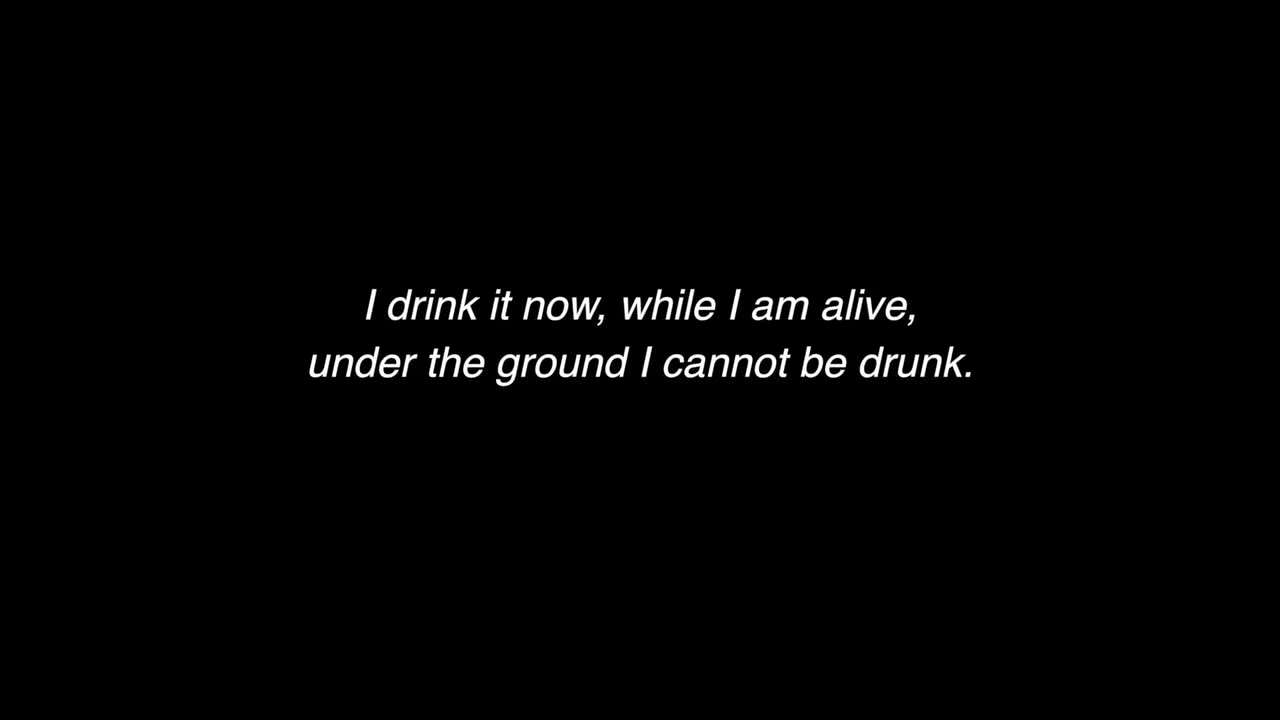 I drink it now, while I am alive,
under the ground I cannot be drunk.